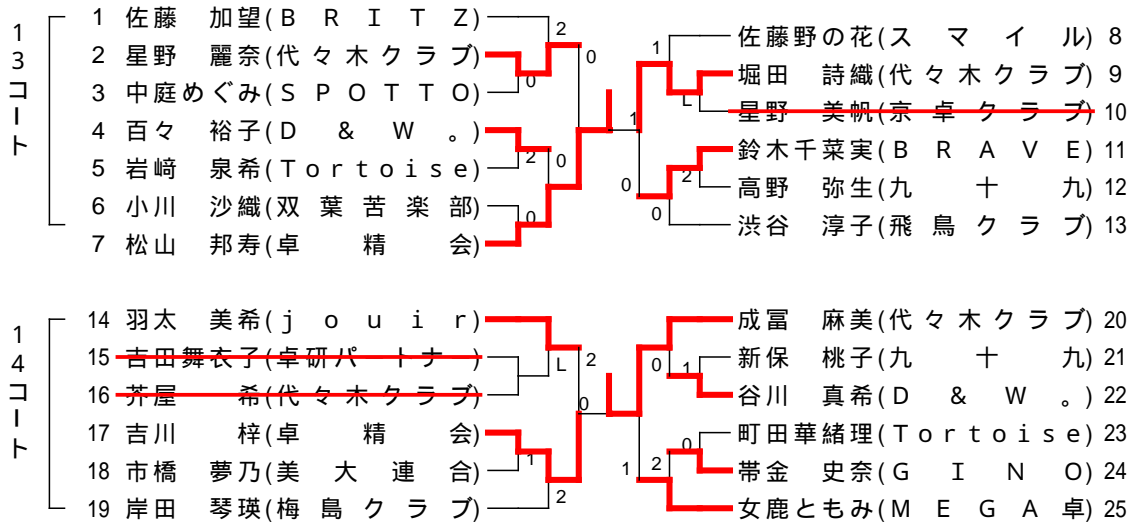 13コート
1 佐藤 加望(BRITZ)
2 星野 麗奈(代々木クラブ)
3 中庭めぐみ(SPOTTO)
4 百々 裕子(D&W。)
5 岩﨑 泉希(Tortoise)
6 小川 沙織(双葉苦楽部)
7 松山 邦寿(卓精会)
2
0
0
2
0
0
1
1
L
0
2
0
佐藤野の花(スマイル) 8
堀田 詩織(代々木クラブ) 9
星野 美帆(京卓クラブ) 10
鈴木千菜実(BRAVE) 11
高野 弥生(九十九) 12
渋谷 淳子(飛鳥クラブ) 13
14コート
14 羽太 美希(jouir)
15 吉田舞衣子(卓研パートナー)
16 芥屋 希(代々木クラブ)
17 吉川 梓(卓精会)
18 市橋 夢乃(美大連合)
19 岸田 琴瑛(梅島クラブ)
L
2
0
1
2
0
1
0
2
1
成冨 麻美(代々木クラブ) 20
新保 桃子(九十九) 21
谷川 真希(D&W。) 22
町田華緒理(Tortoise) 23
帯金 史奈(GINO) 24
女鹿ともみ(MEGA卓) 25